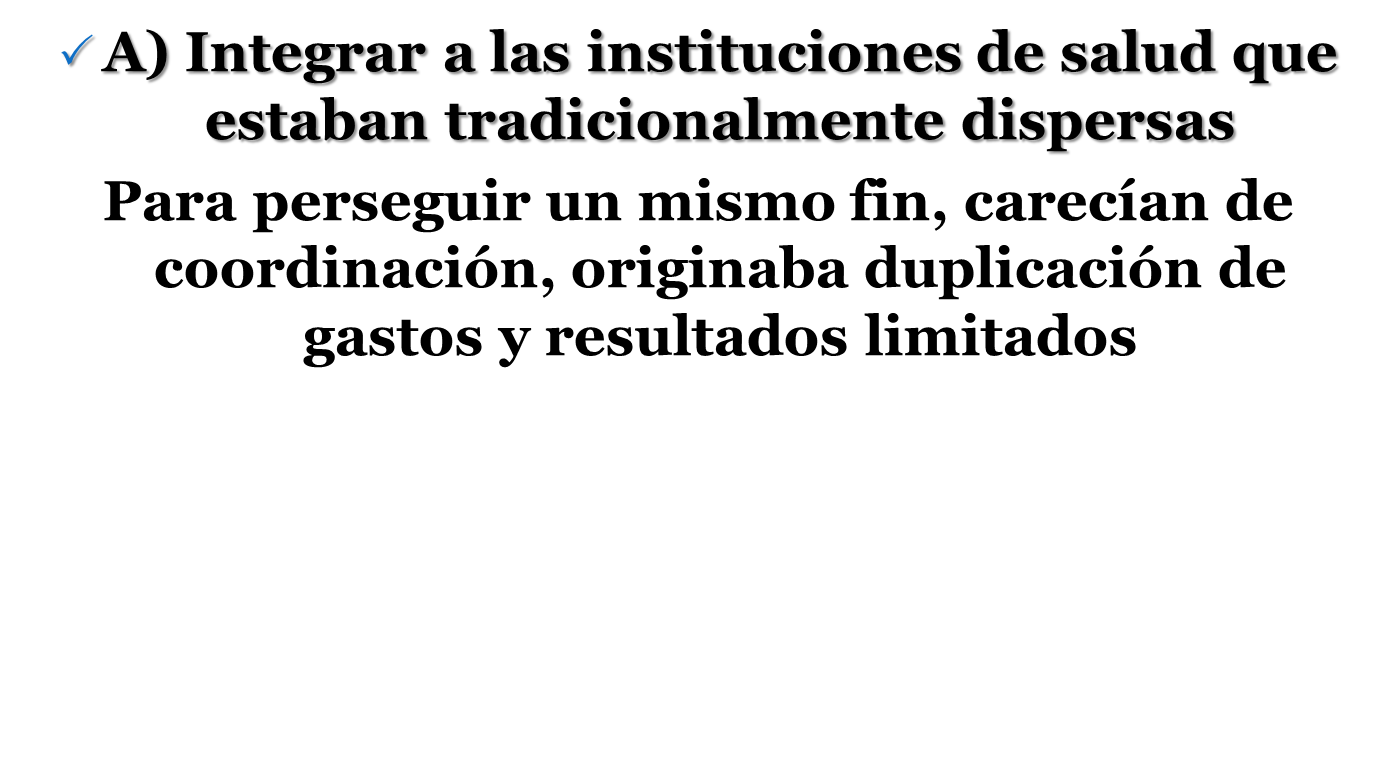 ✓ A) Integrar a las instituciones de salud que
estaban tradicionalmente dispersas
Para perseguir un mismo fin, carecían de
coordinación, originaba duplicación de
gastos y resultados limitados